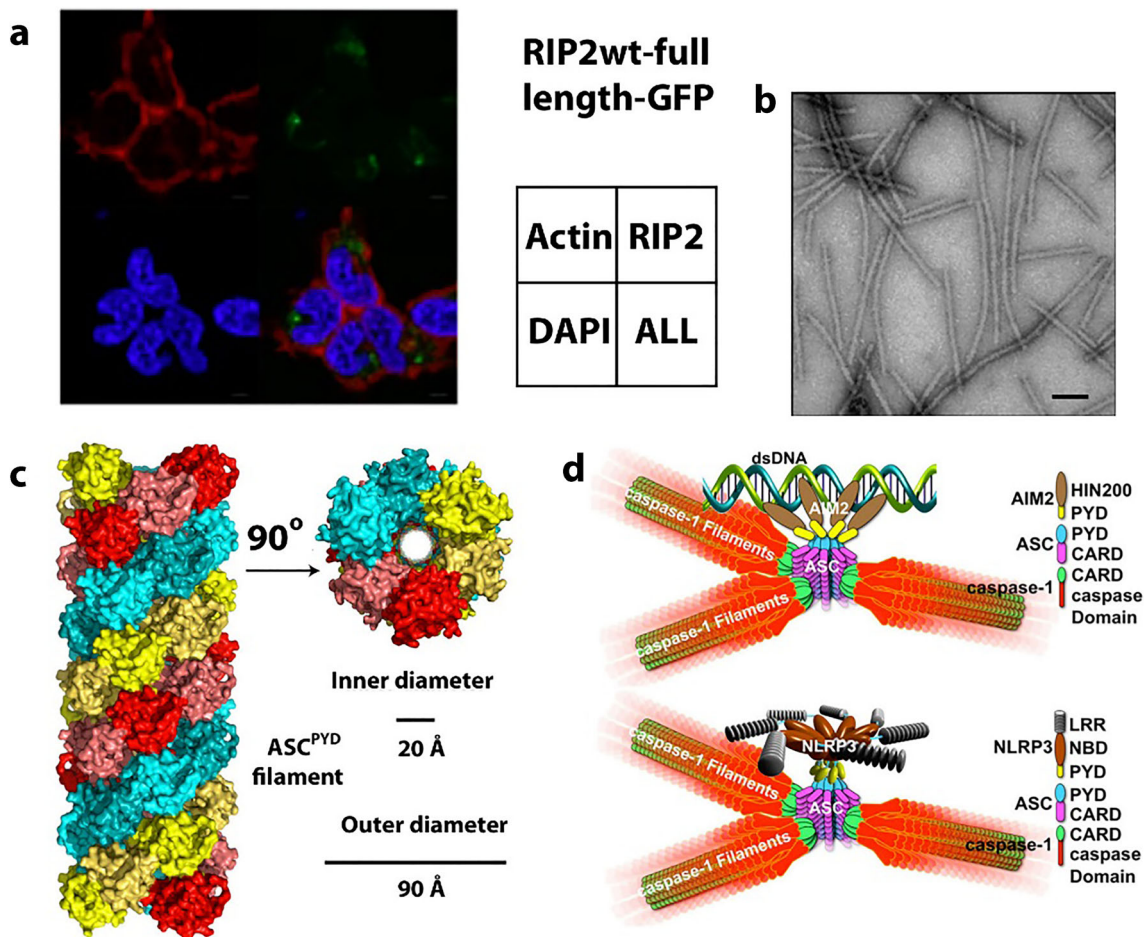 a
RIP2wt-full
length-GFP
Actin RIP2
DAPI ALL
b
c
90°
Inner diameter
20 Å
ASCPYD
filament
Outer diameter
90 Å
d
dsDNA
caspase-1 Filaments
AIM2
ASC
caspase-1 Filaments
AIM2
HIN200
PYD
ASC
PYD
CARD
caspase-1
CARD
caspase
Domain
caspase-1 Filaments
NLRP3
ASC
caspase-1 Filaments
LRR
NLRP3
NBD
PYD
ASC
PYD
CARD
caspase-1
CARD
caspase
Domain